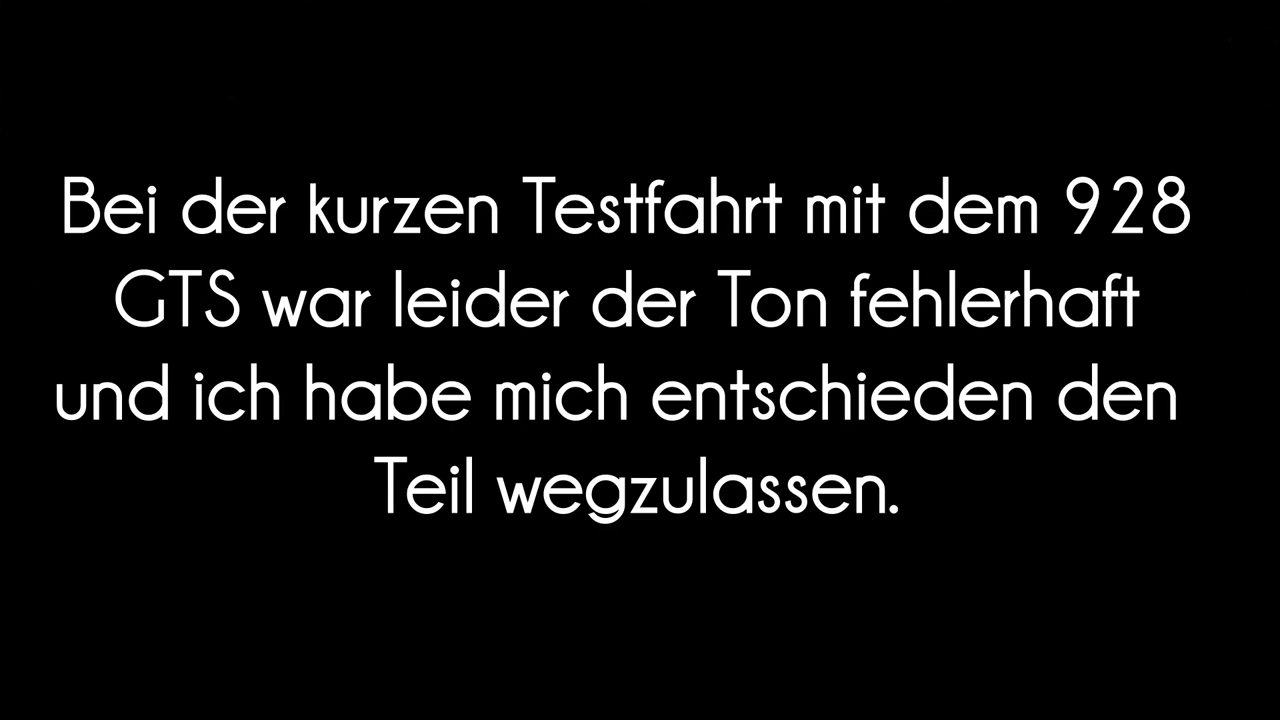 Bei der kurzen Testfahrt mit dem 928
GTS war leider der Ton fehlerhaft
und ich habe mich entschieden den
Teil wegzulassen.